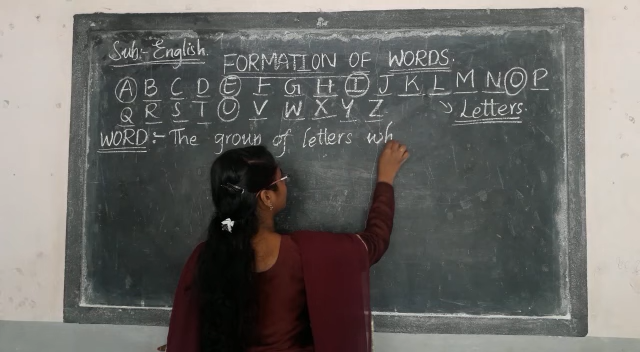 Sub:- English.
FORMATION OF WORDS.
A B C D E F G H I J K L M N O P
Q R S T U V W X Y Z → Letters.
WORD:- The group of letters wh